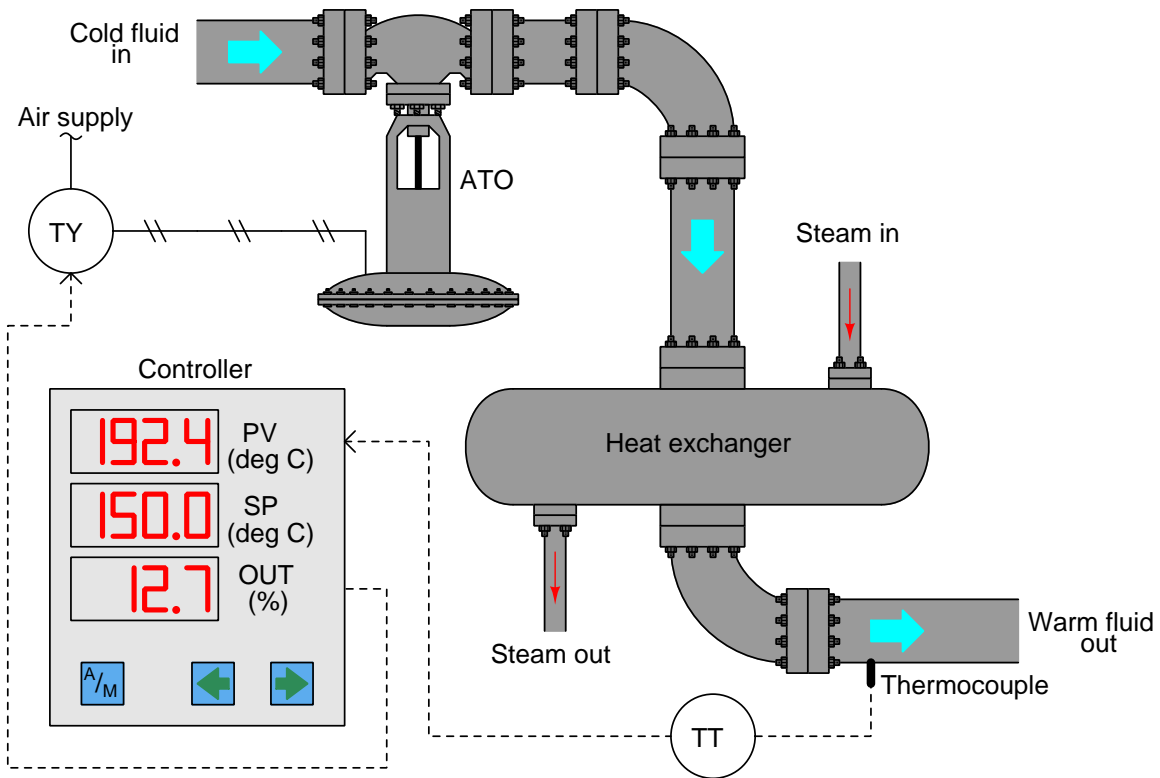 Cold fluid
in
Air supply
ATO
TY
Steam in
Controller
192.4
PV
(deg C)
Heat exchanger
150.0
SP
(deg C)
12.7
OUT
(%)
Steam out
Warm fluid
out
A/M
Thermocouple
TT